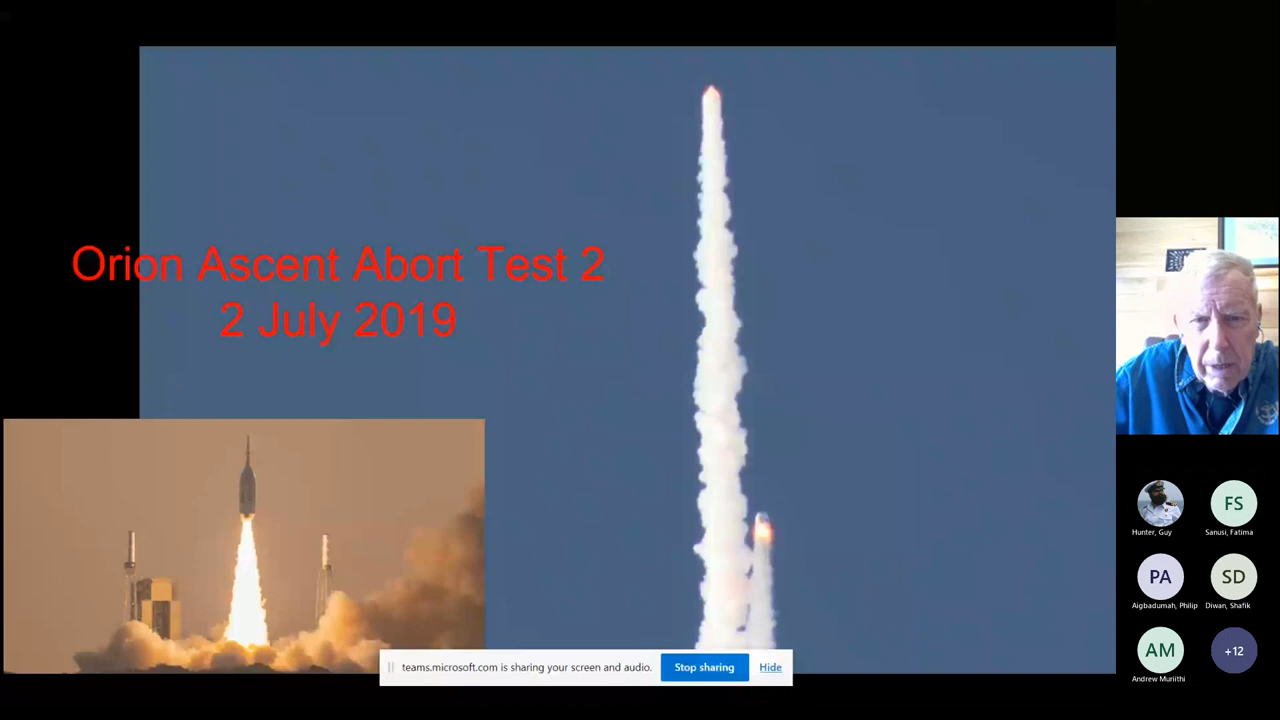 Orion Ascent Abort Test 2
2 July 2019
teams.microsoft.com is sharing your screen and audio.
Stop sharing
Hide
Hunter, Guy
FS
Sanusi, Fatima
PA
Aigbadumah, Philip
SD
Diwan, Shafik
AM
Andrew Muriithi
+12